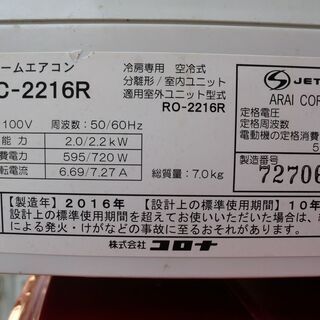 ームエアコン
C-2216R
冷房専用 空冷式
分離形/室内ユニット
適用室外ユニット型式
RO-2216R
100V 周波数:50/60Hz
能力 2.0/2.2kW
費電力 595/720 W
転電流 6.69/7.27 A
総質量:7.0kg
【製造年】2016年 【設計上の標準使用期間】10年
設計上の標準使用期間を超えてお使いいただいた場合は、
による発火・けがなどの事故に至るおそれがあります。
株式会社コロナ
S JET
ARAI COR
定格電圧
定格周波数
電動機の定格消費
製造番号
72706